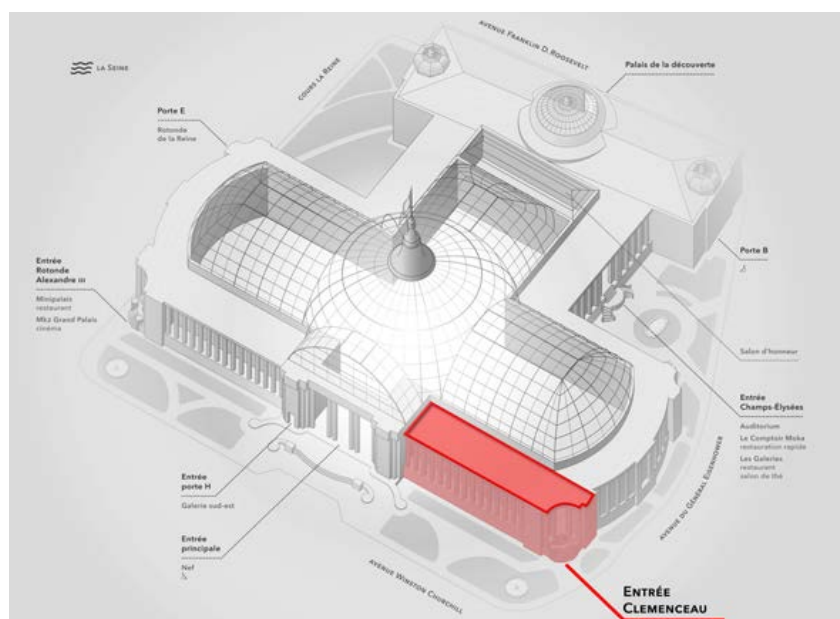 AVENUE FRANKLIN D. ROOSEVELT
LA SEINE
COURS LA REINE
Palais de la découverte
Porte E
Rotonde
de la Reine
Entrée
Rotonde
Alexandre III
Minipalais
restaurant
Mk2 Grand Palais
cinéma
Porte B
Salon d'honneur
Entrée
Champs-Élysées
Auditorium
Le Comptoir Moka
restauration rapide
Les Galeries
restaurant
salon de thé
AVENUE DU GÉNÉRAL EISENHOWER
Entrée
porte H
Galerie sud-est
Entrée
principale
Nef
AVENUE WINSTON CHURCHILL
ENTRÉE
CLEMENCEAU